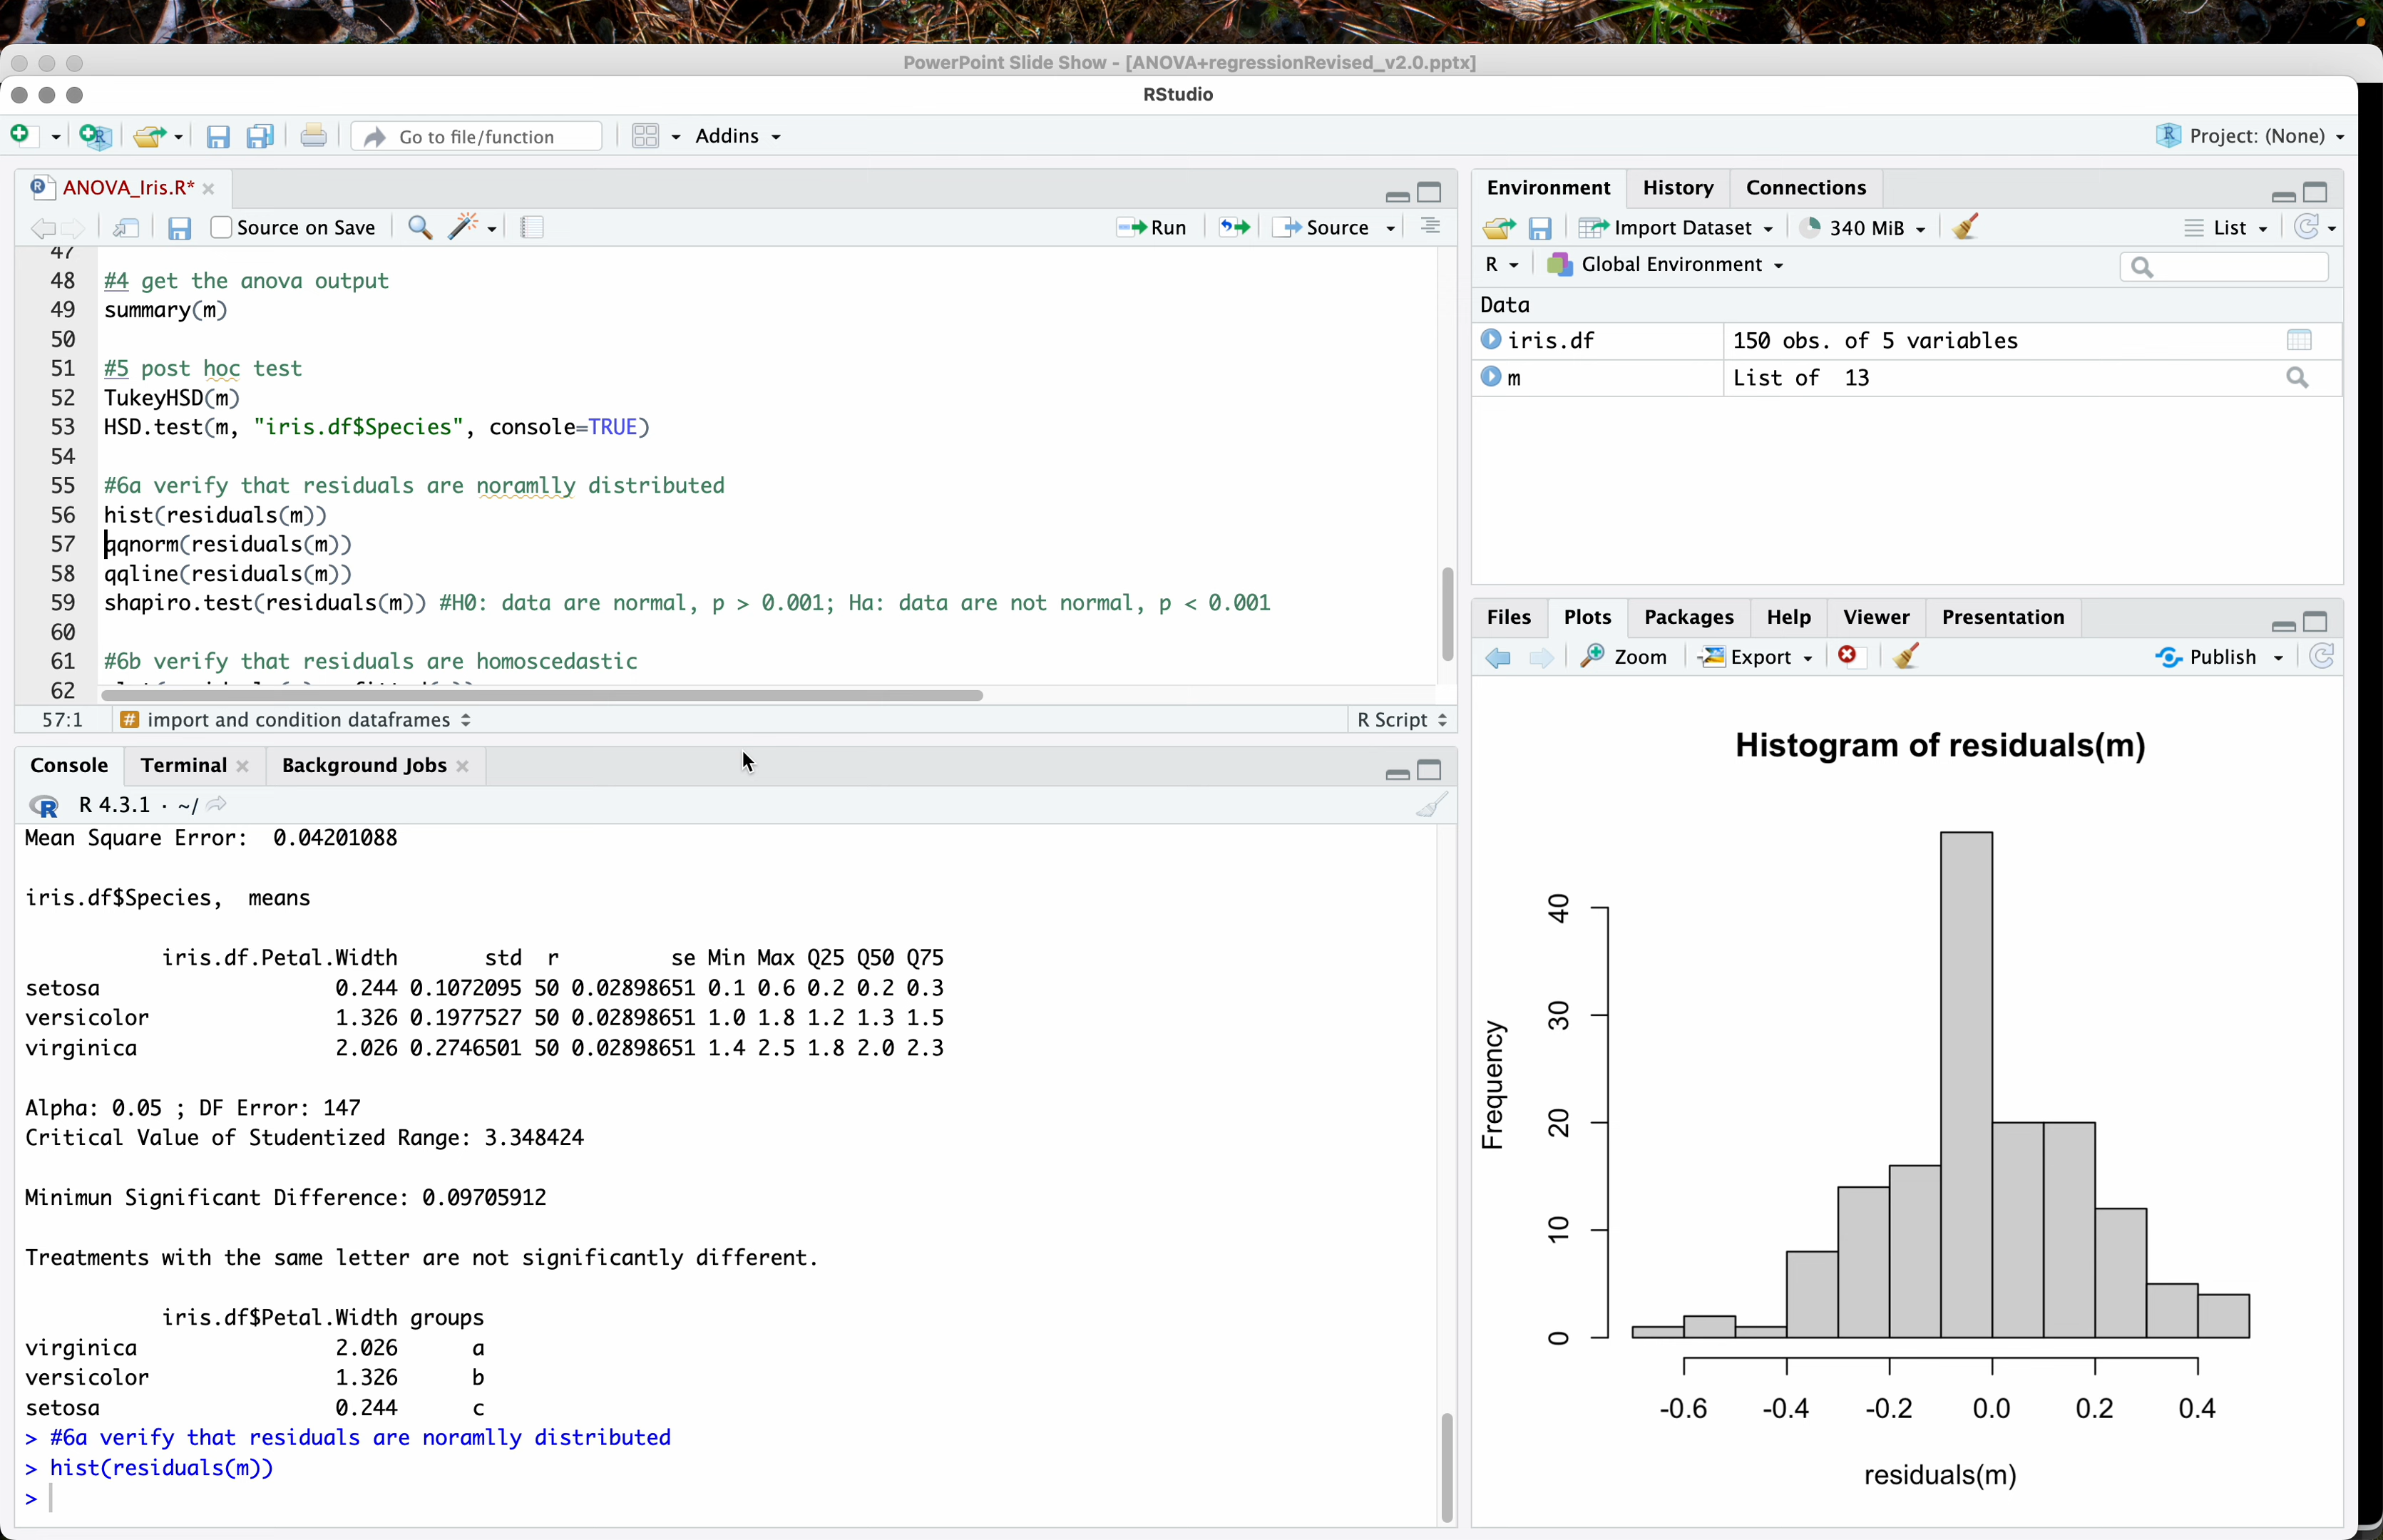 PowerPoint Slide Show - [ANOVA+regressionRevised_v2.0.pptx]
RStudio
Go to file/function
Addins
Project: (None)
ANOVA_Iris.R*
Source on Save
Run
Source
47
48 #4 get the anova output
49 summary(m)
50
51 #5 post hoc test
52 TukeyHSD(m)
53 HSD.test(m, "iris.df$Species", console=TRUE)
54
55 #6a verify that residuals are noramlly distributed
56 hist(residuals(m))
57 qqnorm(residuals(m))
58 qqline(residuals(m))
59 shapiro.test(residuals(m)) #H0: data are normal, p > 0.001; Ha: data are not normal, p < 0.001
60
61 #6b verify that residuals are homoscedastic
62
57:1 # import and condition dataframes R Script
Console Terminal Background Jobs
R 4.3.1 · ~/
Mean Square Error:  0.04201088
iris.df$Species,  means
iris.df.Petal.Width std r se Min Max Q25 Q50 Q75
setosa 0.244 0.1072095 50 0.02898651 0.1 0.6 0.2 0.2 0.3
versicolor 1.326 0.1977527 50 0.02898651 1.0 1.8 1.2 1.3 1.5
virginica 2.026 0.2746501 50 0.02898651 1.4 2.5 1.8 2.0 2.3
Alpha: 0.05 ; DF Error: 147
Critical Value of Studentized Range: 3.348424
Minimun Significant Difference: 0.09705912
Treatments with the same letter are not significantly different.
iris.df$Petal.Width groups
virginica 2.026 a
versicolor 1.326 b
setosa 0.244 c
> #6a verify that residuals are noramlly distributed
> hist(residuals(m))
>
Environment History Connections
Import Dataset 340 MiB List
R Global Environment
Data
iris.df 150 obs. of 5 variables
m List of  13
Files Plots Packages Help Viewer Presentation
Zoom Export Publish
Histogram of residuals(m)
Frequency
40
30
20
10
0
-0.6 -0.4 -0.2 0.0 0.2 0.4
residuals(m)